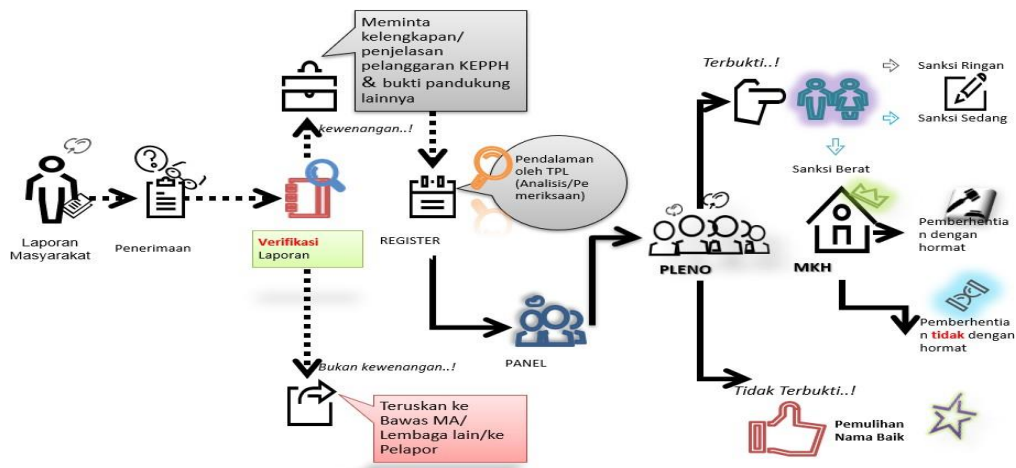 Meminta
kelengkapan/
penjelasan
pelanggaran KEPPH
& bukti pandukung
lainnya
kewenangan..!
Laporan
Masyarakat
Penerimaan
Verifikasi
Laporan
REGISTER
Pendalaman
oleh TPL
(Analisis/Pe
meriksaan)
PANEL
Bukan kewenangan..!
Teruskan ke
Bawas MA/
Lembaga lain/ke
Pelapor
PLENO
Terbukti..!
Sanksi Ringan
Sanksi Sedang
Sanksi Berat
MKH
Pemberhentia
n dengan
hormat
Pemberhentia
n tidak dengan
hormat
Tidak Terbukti..!
Pemulihan
Nama Baik